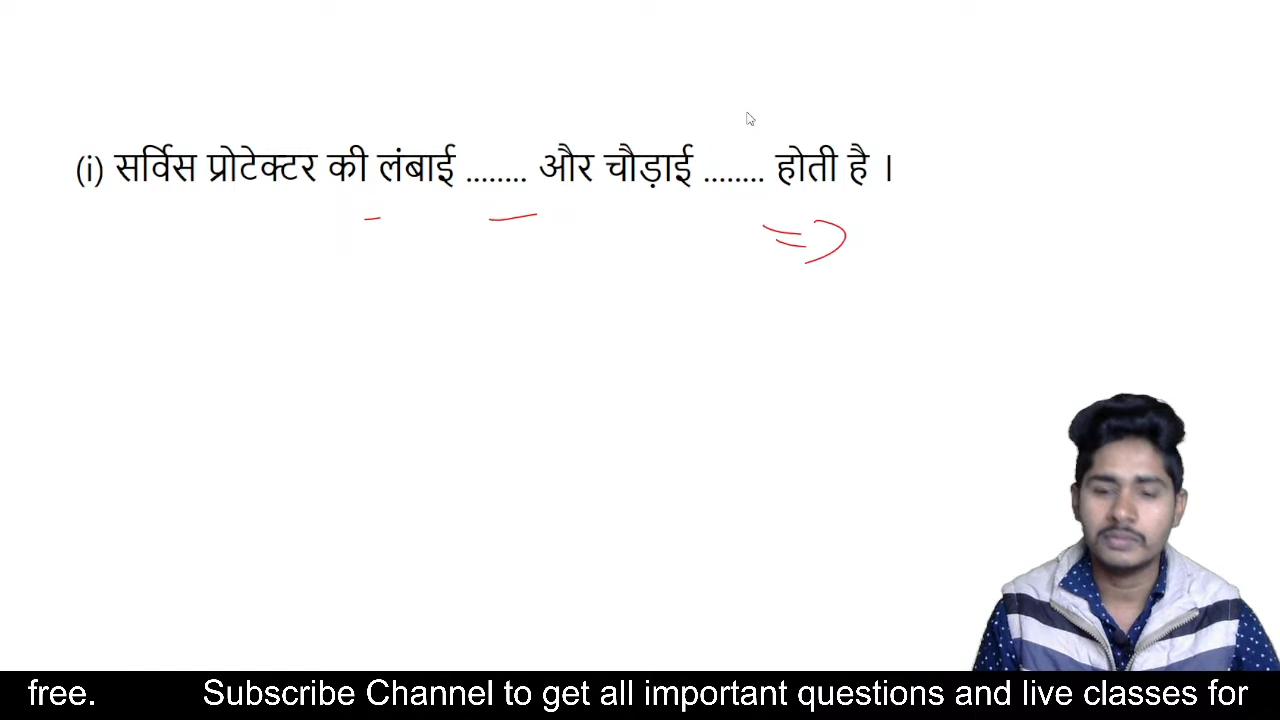 (i) सर्विस प्रोटेक्टर की लंबाई ........ और चौड़ाई ........ होती है ।
free. Subscribe Channel to get all important questions and live classes for